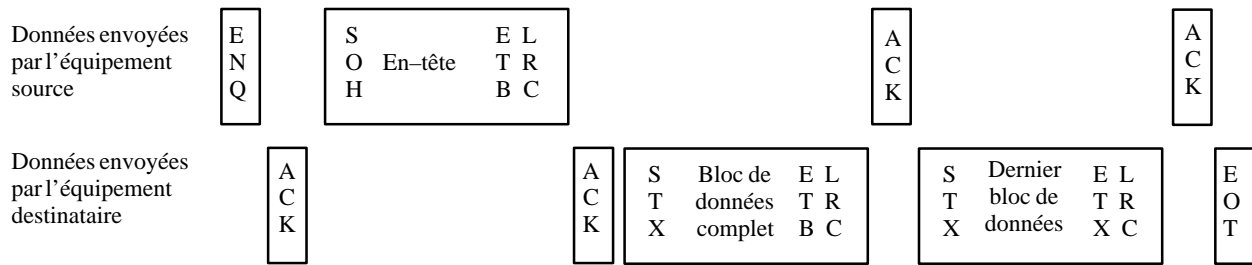 Données envoyées
par l'équipement
source
E
N
Q
S E L
O En–tête T R
H B C
A
C
K
A
C
K
Données envoyées
par l'équipement
destinataire
A
C
K
A
C
K
S Bloc de E L
T données T R
X complet B C
S Dernier E L
T bloc de T R
X données X C
E
O
T